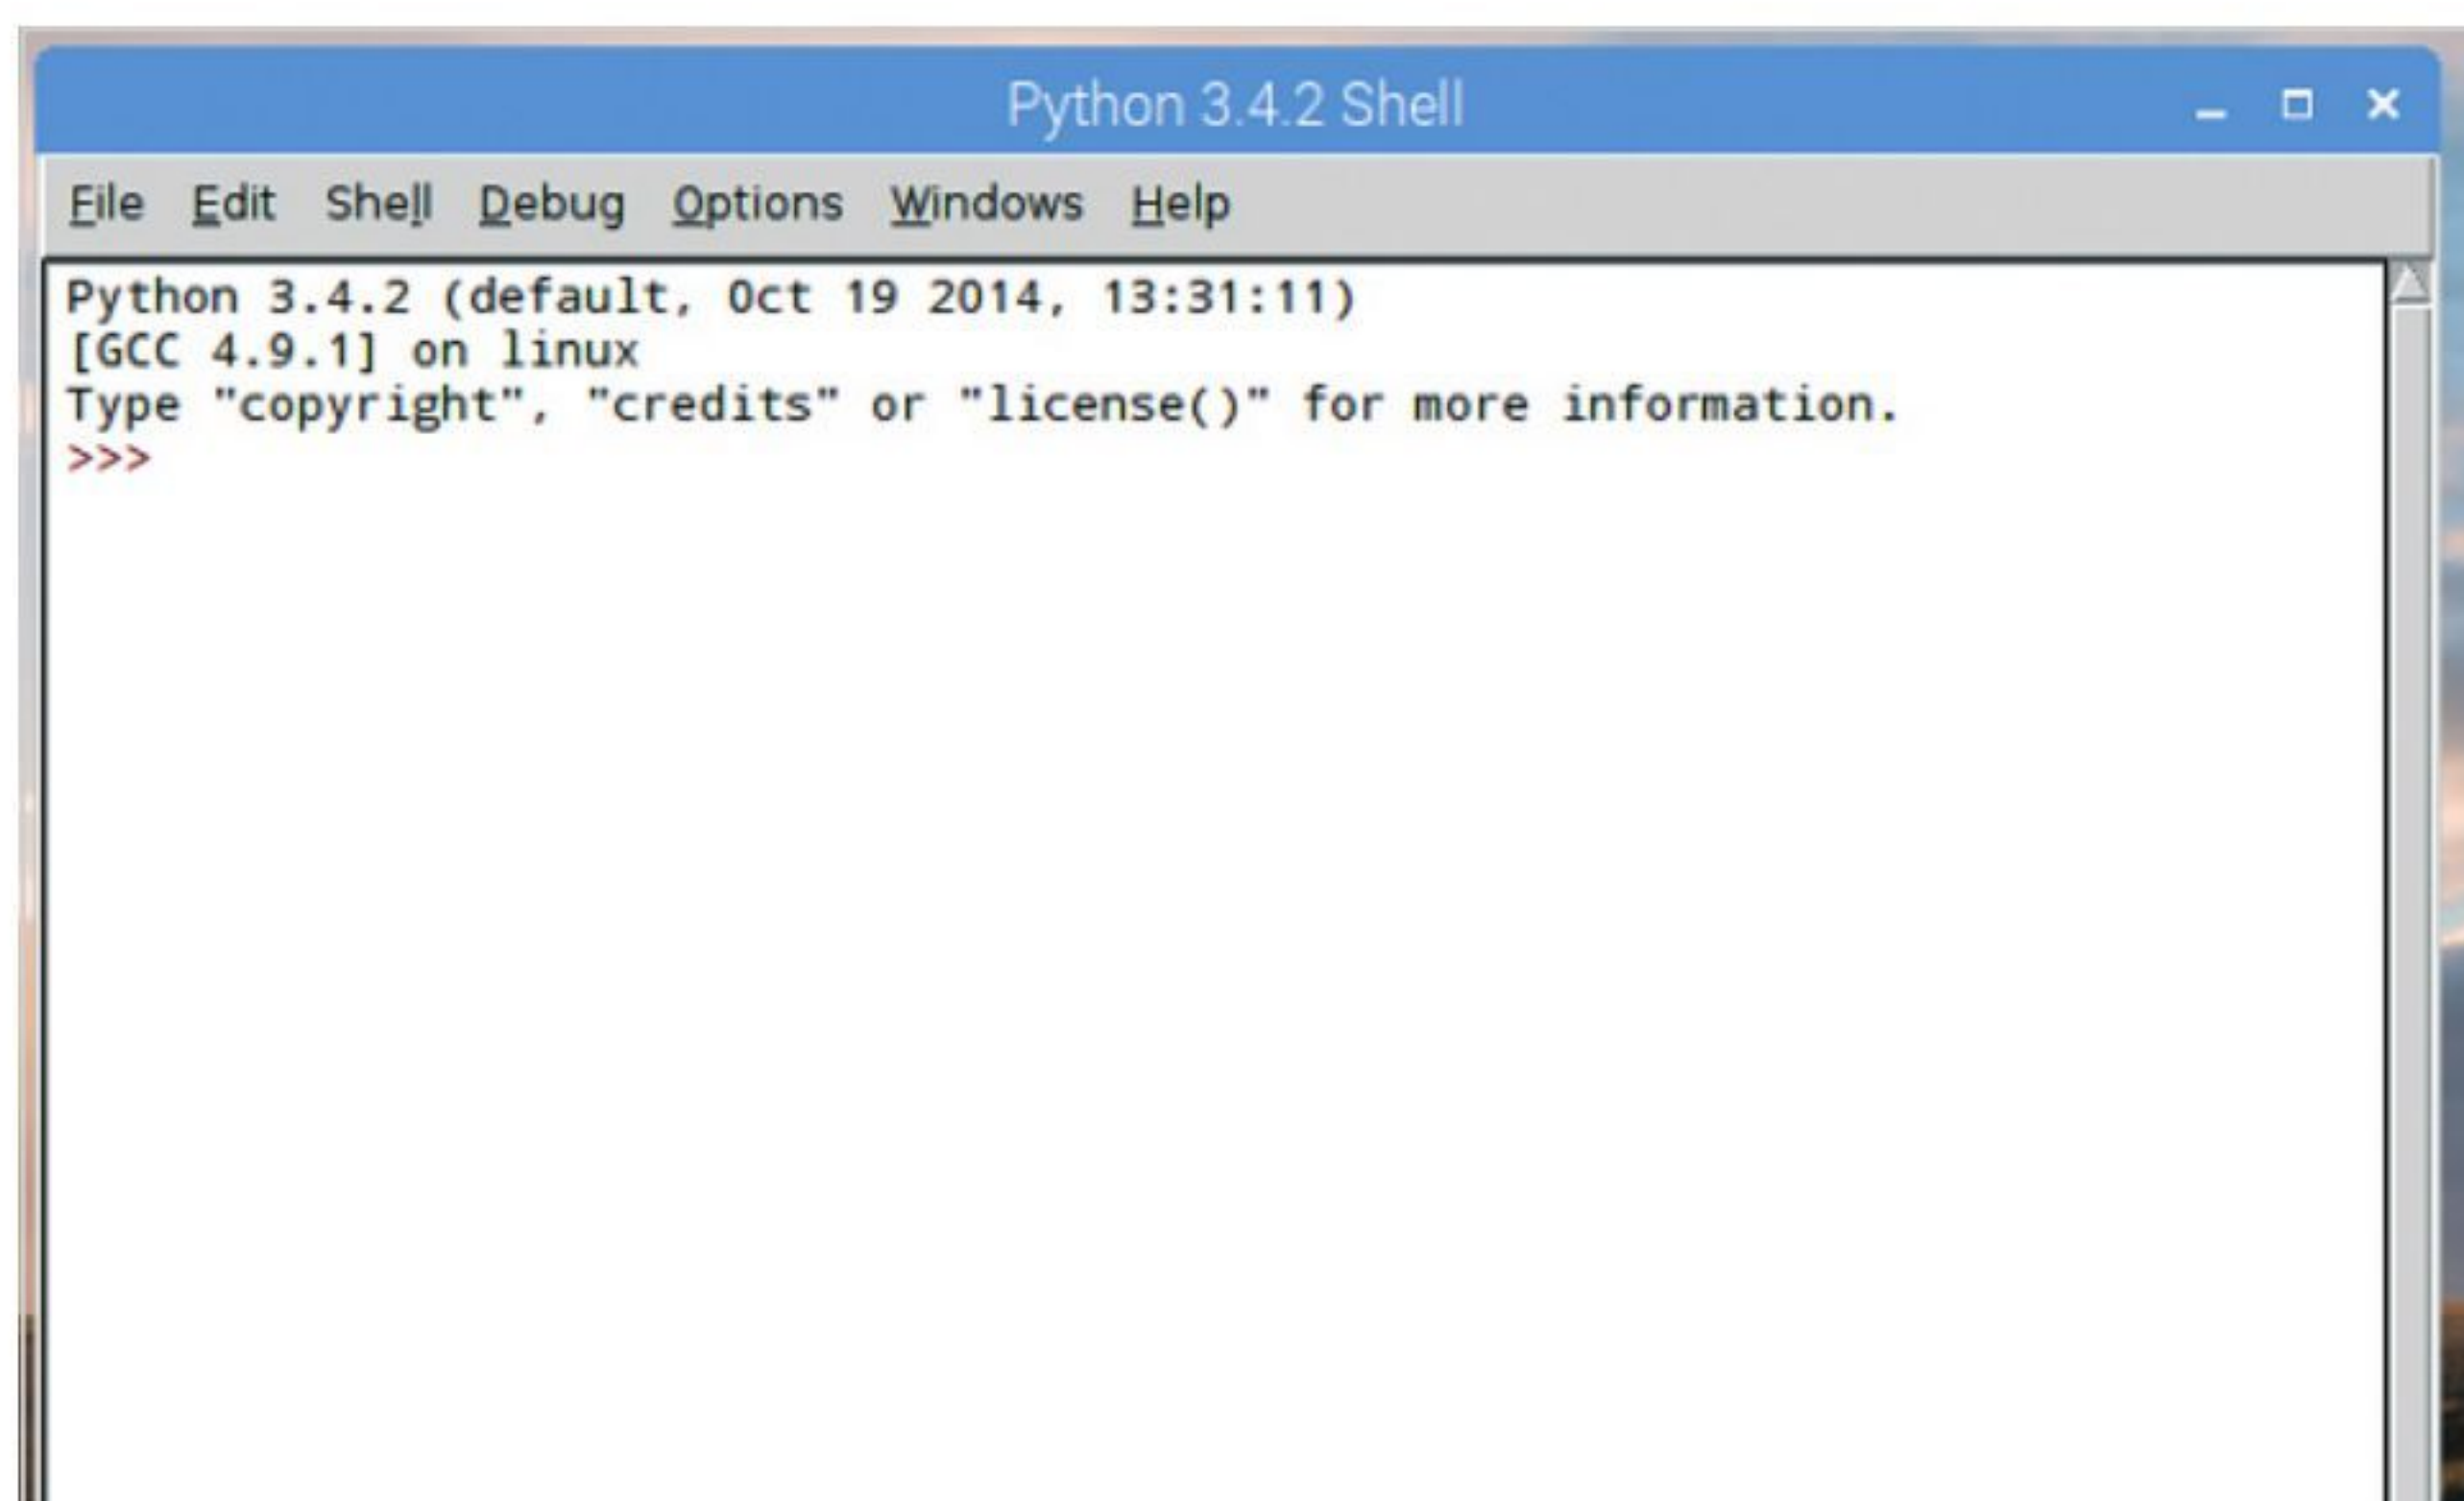 Python 3.4.2 Shell
File Edit Shell Debug Options Windows Help
Python 3.4.2 (default, Oct 19 2014, 13:31:11)
[GCC 4.9.1] on linux
Type "copyright", "credits" or "license()" for more information.
>>>